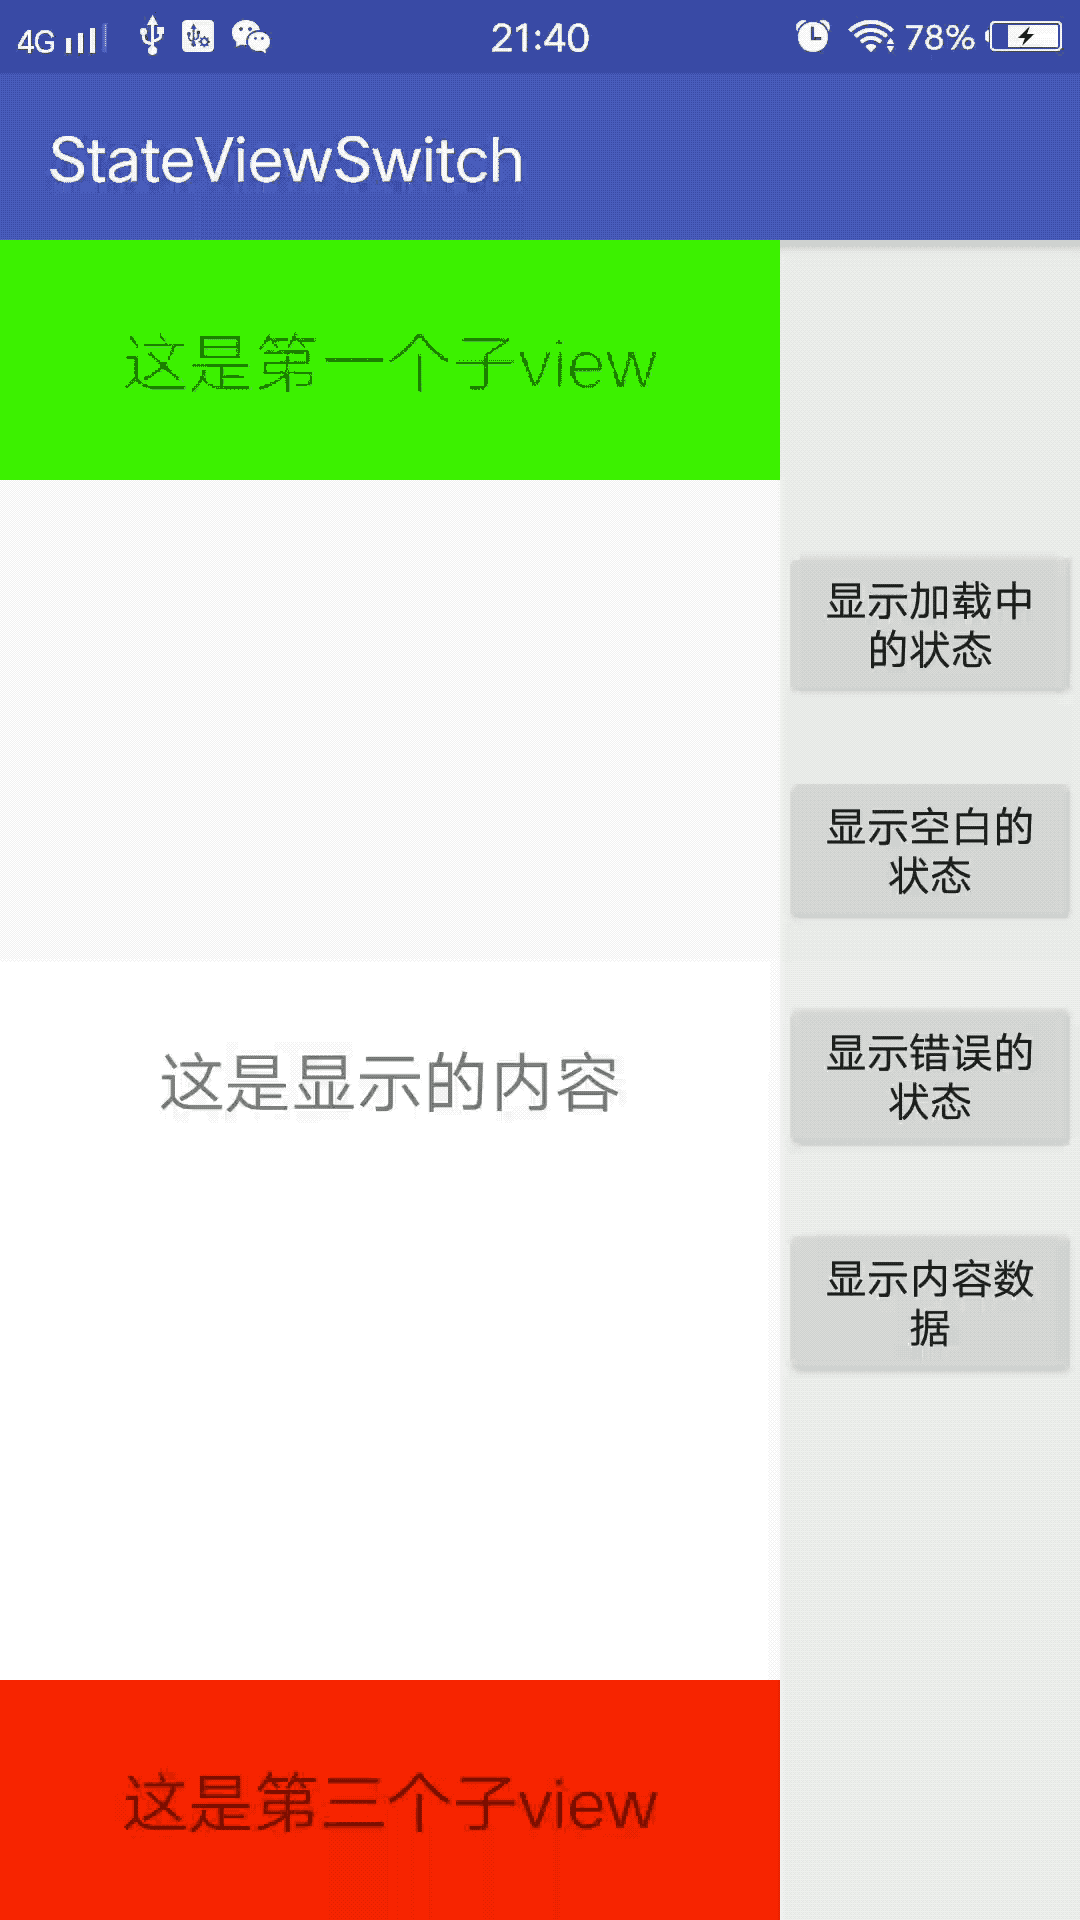 4G 21:40 78%
StateViewSwitch
这是第一个子view
显示加载中
的状态
显示空白的
状态
这是显示的内容
显示错误的
状态
显示内容数
据
这是第三个子view